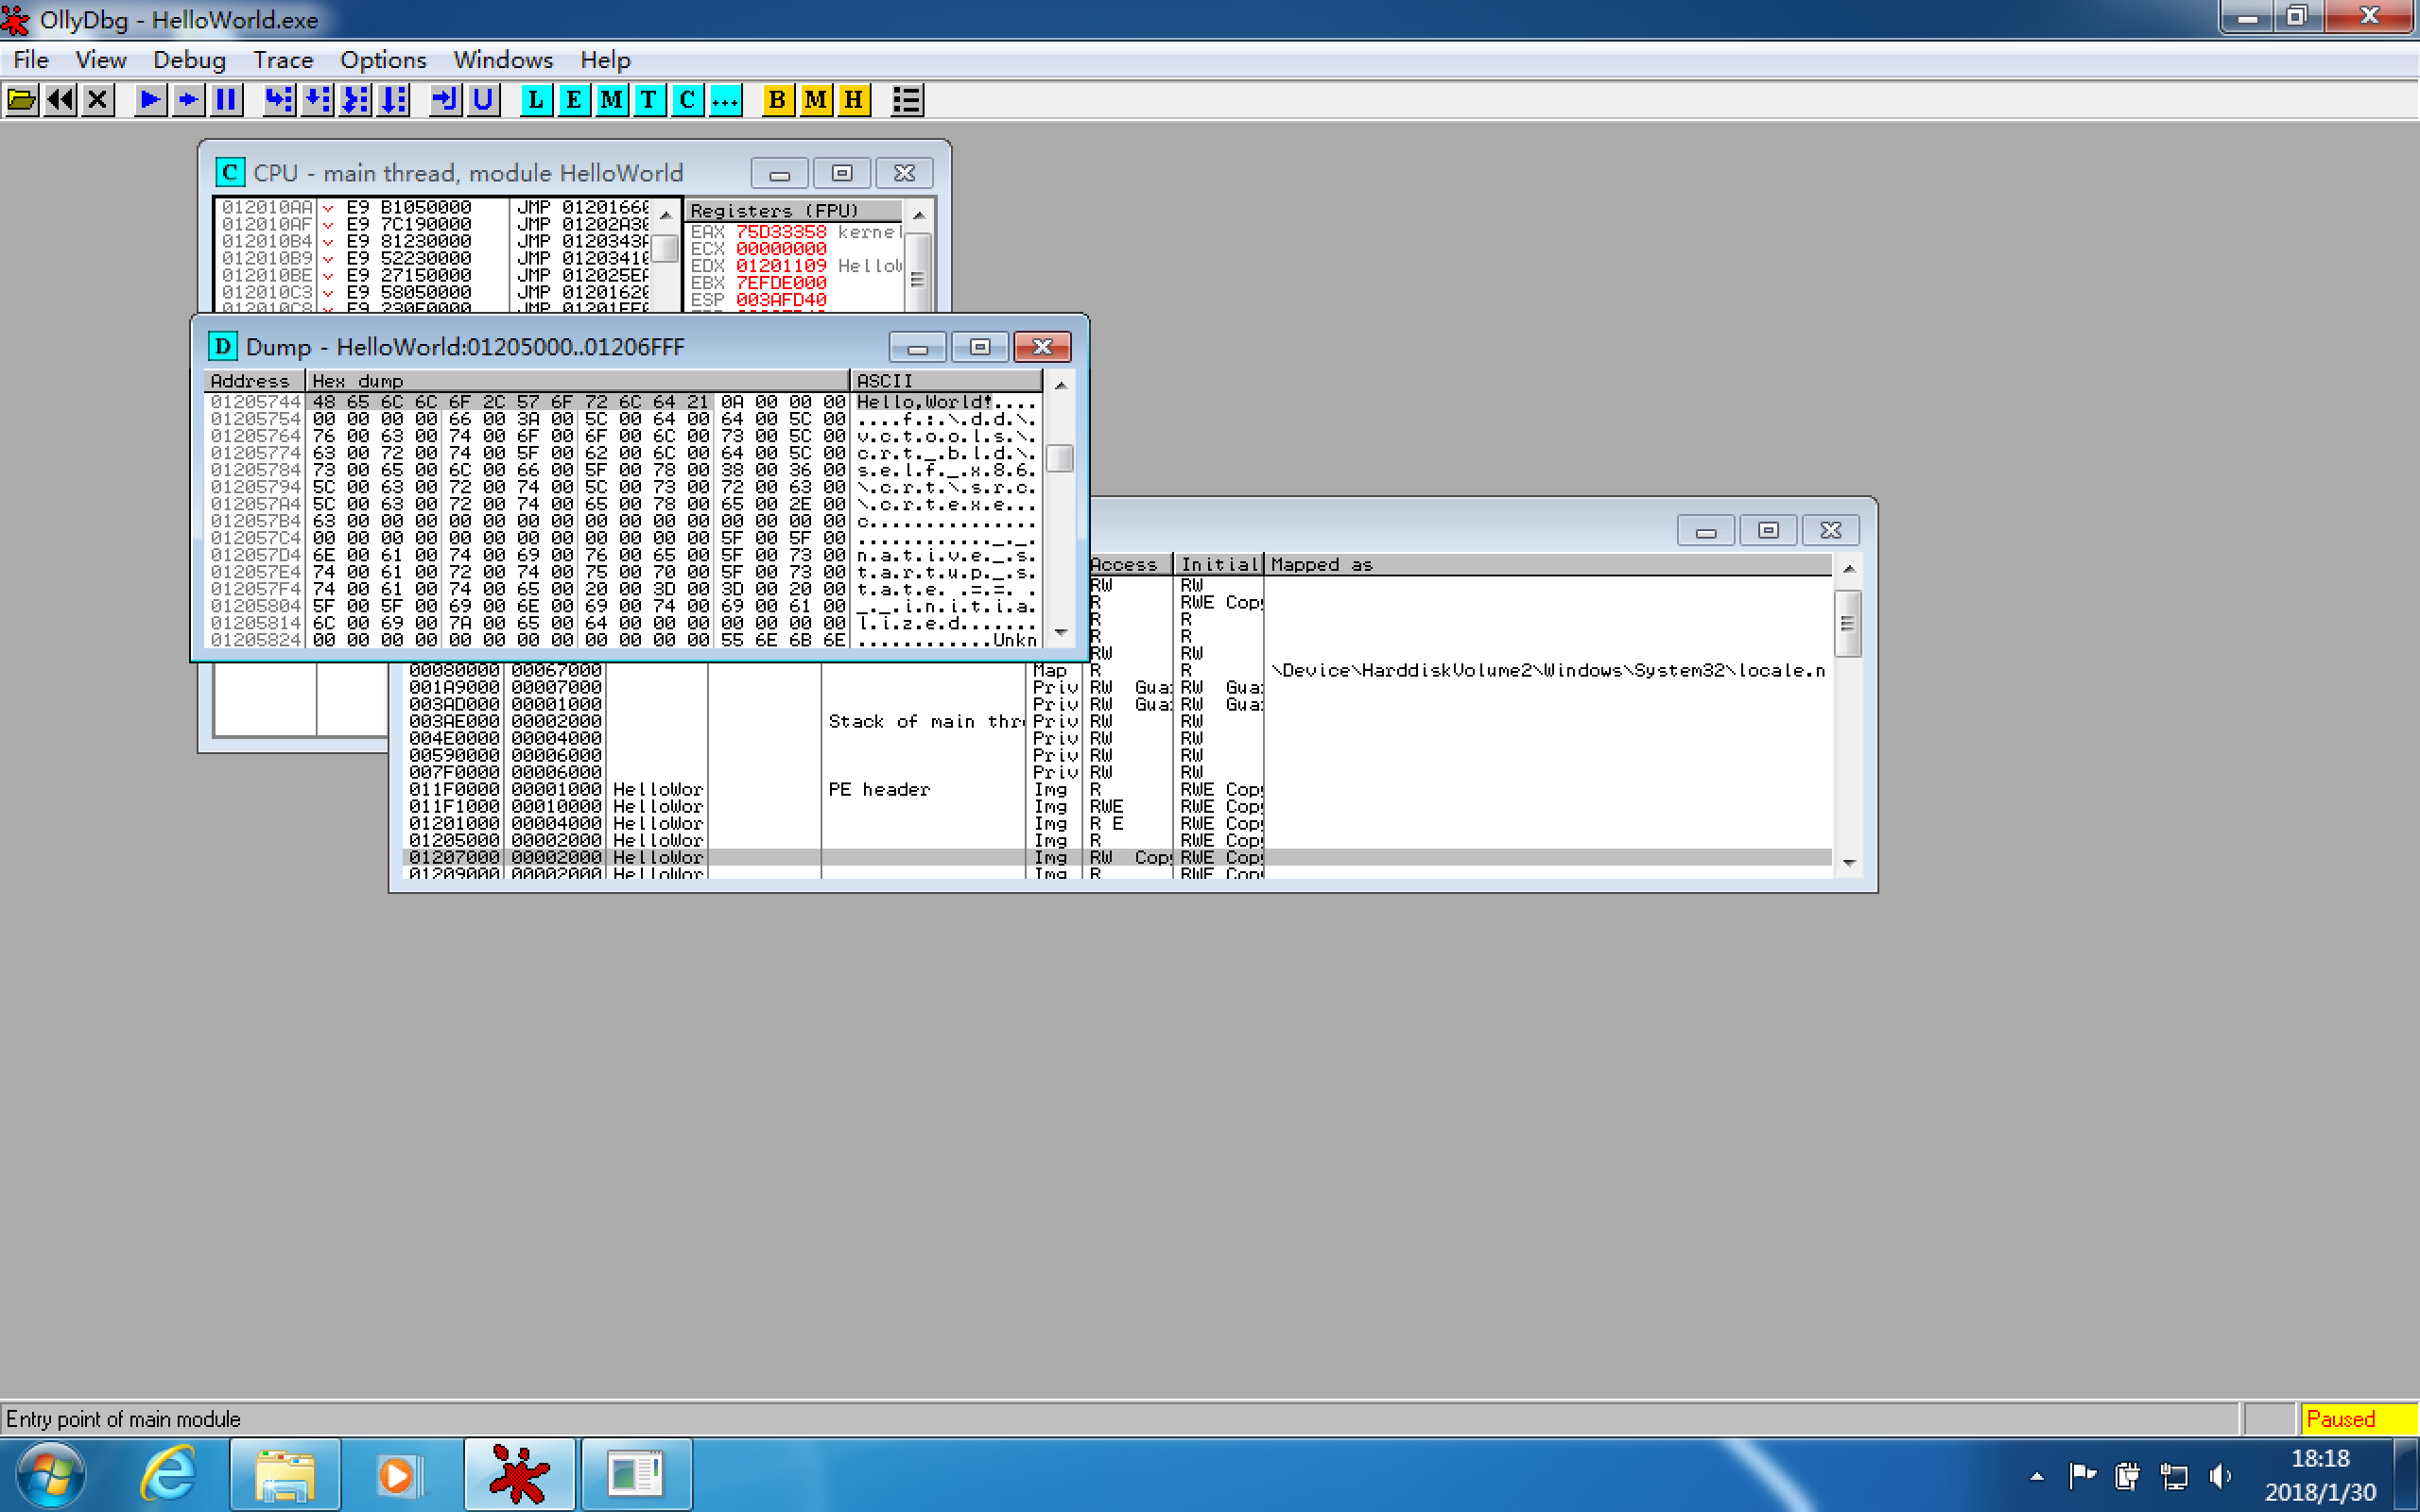 OllyDbg - HelloWorld.exe
File View Debug Trace Options Windows Help
L E M T C ... B M H
C CPU - main thread, module HelloWorld
Registers (FPU)
012010AA E9 B1050000 JMP 0120166
012010AF E9 7C190000 JMP 01202A3
012010B4 E9 81230000 JMP 0120343
012010B9 E9 52230000 JMP 0120341
012010BE E9 27150000 JMP 012025E
012010C3 E9 58050000 JMP 0120162
EAX 75D33358 kernel
ECX 00000000
EDX 01201109 Hello
EBX 7EFDE000
ESP 003AFD40
D Dump - HelloWorld:01205000..01206FFF
Address Hex dump ASCII
01205744 48 65 6C 6C 6F 2C 57 6F 72 6C 64 21 0A 00 00 00 Hello,World!....
01205754 00 00 00 00 66 00 3A 00 5C 00 64 00 64 00 5C 00 ....f.:.\.d.d.\.
01205764 76 00 63 00 74 00 6F 00 6F 00 6C 00 73 00 5C 00 v.c.t.o.o.l.s.\.
01205774 63 00 72 00 74 00 5F 00 62 00 6C 00 64 00 5C 00 c.r.t._.b.l.d.\.
01205784 73 00 65 00 6C 00 66 00 5F 00 78 00 38 00 36 00 s.e.l.f._.x.8.6.
01205794 5C 00 63 00 72 00 74 00 5C 00 73 00 72 00 63 00 \.c.r.t.\.s.r.c.
012057A4 5C 00 63 00 72 00 74 00 65 00 78 00 65 00 2E 00 \.c.r.t.e.x.e...
012057B4 63 00 00 00 00 00 00 00 00 00 00 00 00 00 00 00 c...............
012057C4 00 00 00 00 00 00 00 00 00 00 00 00 5F 00 5F 00 ............_._.
012057D4 6E 00 61 00 74 00 69 00 76 00 65 00 5F 00 73 00 n.a.t.i.v.e._.s.
012057E4 74 00 61 00 72 00 74 00 75 00 70 00 5F 00 73 00 t.a.r.t.u.p._.s.
012057F4 74 00 61 00 74 00 65 00 20 00 3D 00 3D 00 20 00 t.a.t.e. .=.=. .
01205804 5F 00 5F 00 69 00 6E 00 69 00 74 00 69 00 61 00 _._.i.n.i.t.i.a.
01205814 6C 00 69 00 7A 00 65 00 64 00 00 00 00 00 00 00 l.i.z.e.d.......
01205824 00 00 00 00 00 00 00 00 00 00 00 00 55 6E 6B 6E ............Unkn
Access Initial Mapped as
RW RW
R RWE Cop
R R
R R
RW RW
00080000 00067000 Map R R \Device\HarddiskVolume2\Windows\System32\locale.n
001A9000 00007000 Priv RW Gua RW Gua
003AD000 00001000 Priv RW Gua RW Gua
003AE000 00002000 Stack of main thr Priv RW RW
004E0000 00004000 Priv RW RW
00590000 00006000 Priv RW RW
007F0000 00006000 Priv RW RW
011F0000 00001000 HelloWor PE header Img R RWE Cop
011F1000 00010000 HelloWor Img RWE RWE Cop
01201000 00004000 HelloWor Img R E RWE Cop
01205000 00002000 HelloWor Img R RWE Cop
01207000 00002000 HelloWor Img RW Cop RWE Cop
01209000 00002000 HelloWor Img R RWE Cop
Entry point of main module
Paused
18:18
2018/1/30